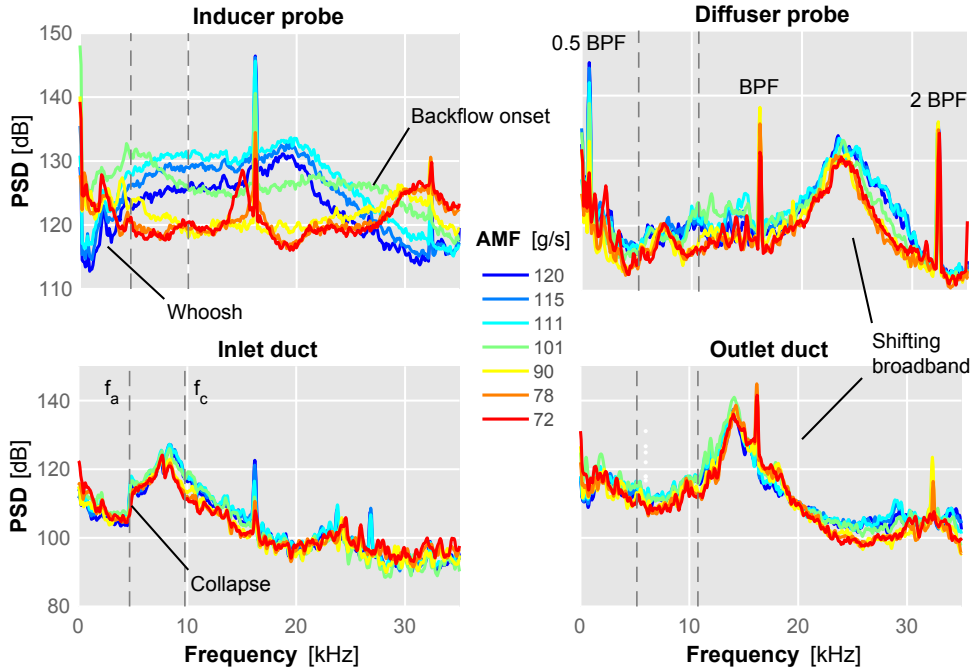 Inducer probe
Diffuser probe
150
140
130
120
110
PSD [dB]
Backflow onset
Whoosh
0.5 BPF
BPF
2 BPF
AMF [g/s]
120
115
111
101
90
78
72
Shifting
broadband
Inlet duct
Outlet duct
140
120
100
80
PSD [dB]
f_a
f_c
Collapse
0
10
20
30
Frequency [kHz]
0
10
20
30
Frequency [kHz]